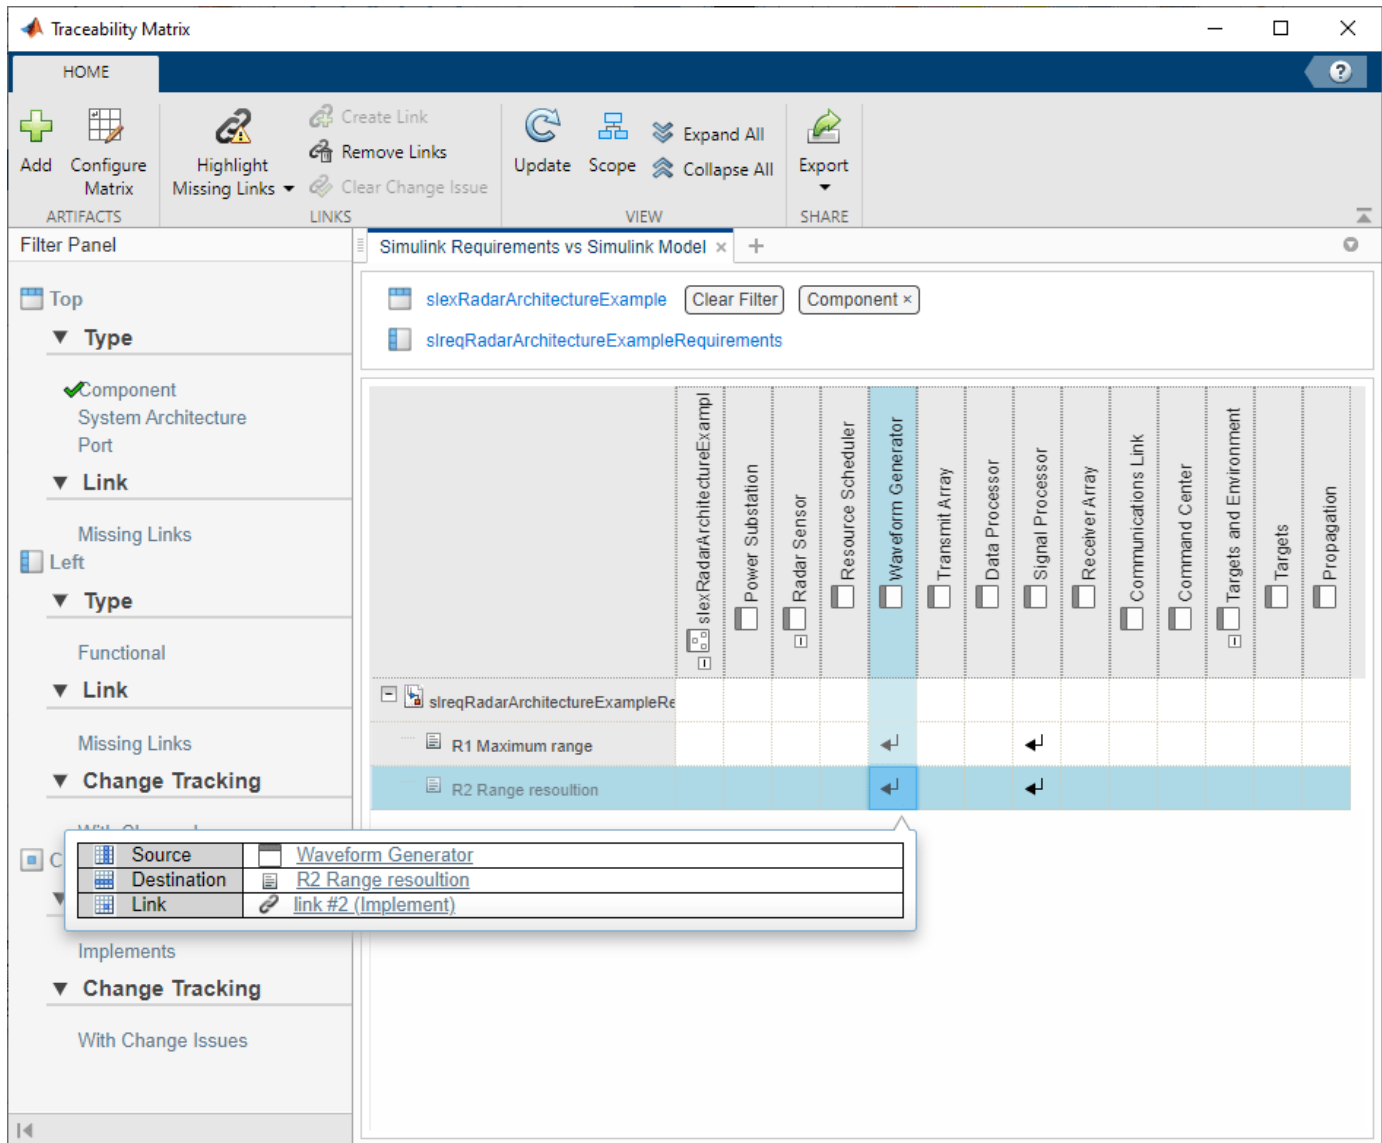 Traceability Matrix
HOME
Add
Configure Matrix
Highlight Missing Links
Create Link
Remove Links
Clear Change Issue
Update
Scope
Expand All
Collapse All
Export
ARTIFACTS
LINKS
VIEW
SHARE
Filter Panel
Simulink Requirements vs Simulink Model
Top
Type
Component
System Architecture
Port
Link
Missing Links
Left
Type
Functional
Link
Missing Links
Change Tracking
Implements
Change Tracking
With Change Issues
slexRadarArchitectureExample Clear Filter Component ×
slreqRadarArchitectureExampleRequirements
slexRadarArchitectureExampl
Power Substation
Radar Sensor
Resource Scheduler
Waveform Generator
Transmit Array
Data Processor
Signal Processor
Receiver Array
Communications Link
Command Center
Targets and Environment
Targets
Propagation
slreqRadarArchitectureExampleRe
R1 Maximum range
R2 Range resoultion
Source Waveform Generator
Destination R2 Range resoultion
Link link #2 (Implement)